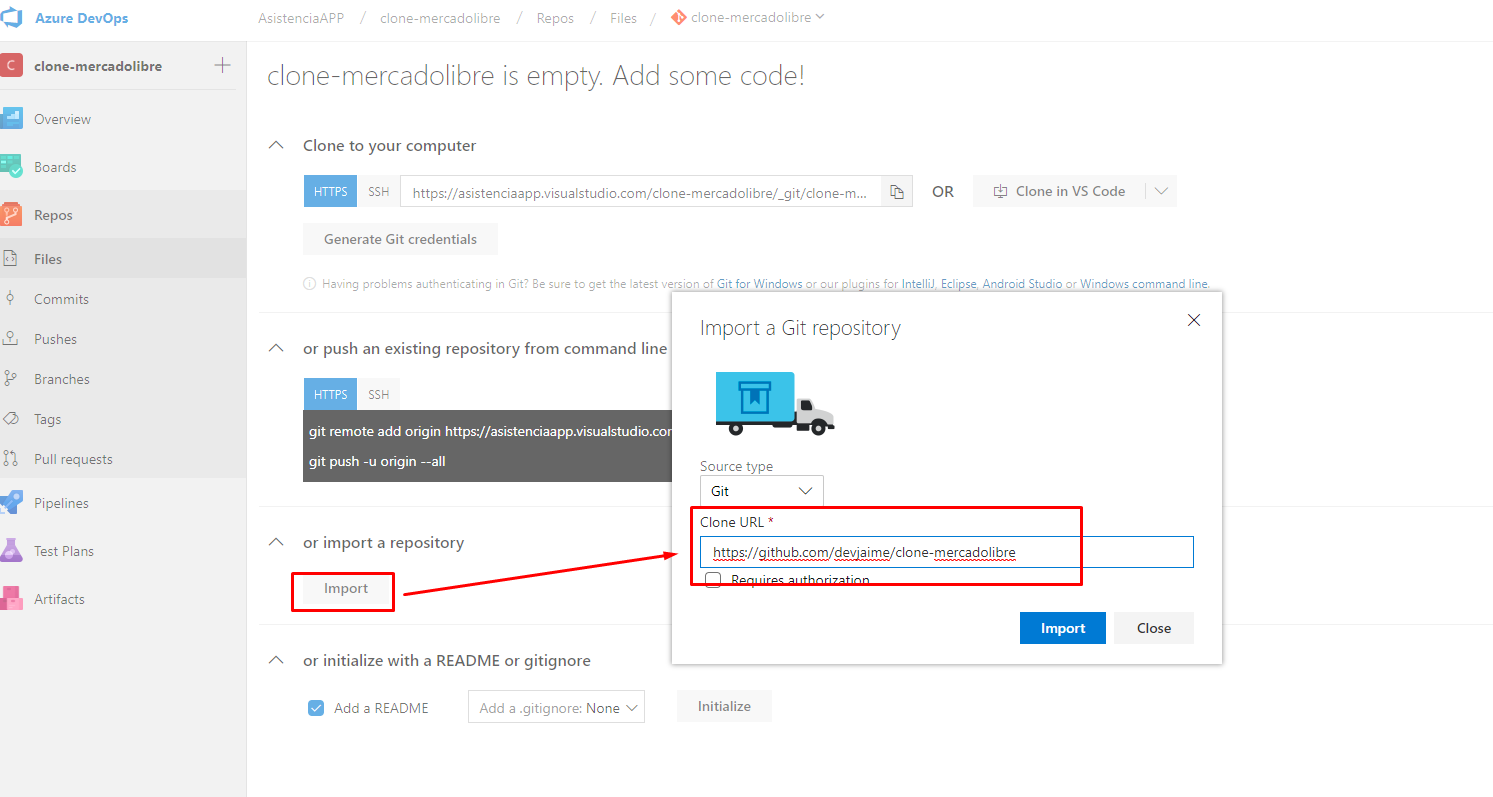 Azure DevOps
AsistenciaAPP / clone-mercadolibre / Repos / Files / clone-mercadolibre
C clone-mercadolibre
Overview
Boards
Repos
Files
Commits
Pushes
Branches
Tags
Pull requests
Pipelines
Test Plans
Artifacts
clone-mercadolibre is empty. Add some code!
Clone to your computer
HTTPS SSH https://asistenciaapp.visualstudio.com/clone-mercadolibre/_git/clone-m... OR Clone in VS Code
Generate Git credentials
Having problems authenticating in Git? Be sure to get the latest version of Git for Windows or our plugins for IntelliJ, Eclipse, Android Studio or Windows command line.
or push an existing repository from command line
HTTPS SSH
git remote add origin https://asistenciaapp.visualstudio.com
git push -u origin --all
or import a repository
Import
or initialize with a README or gitignore
Add a README Add a .gitignore: None Initialize
Import a Git repository
Source type
Git
Clone URL *
https://github.com/devjaime/clone-mercadolibre
Requires authorization
Import Close